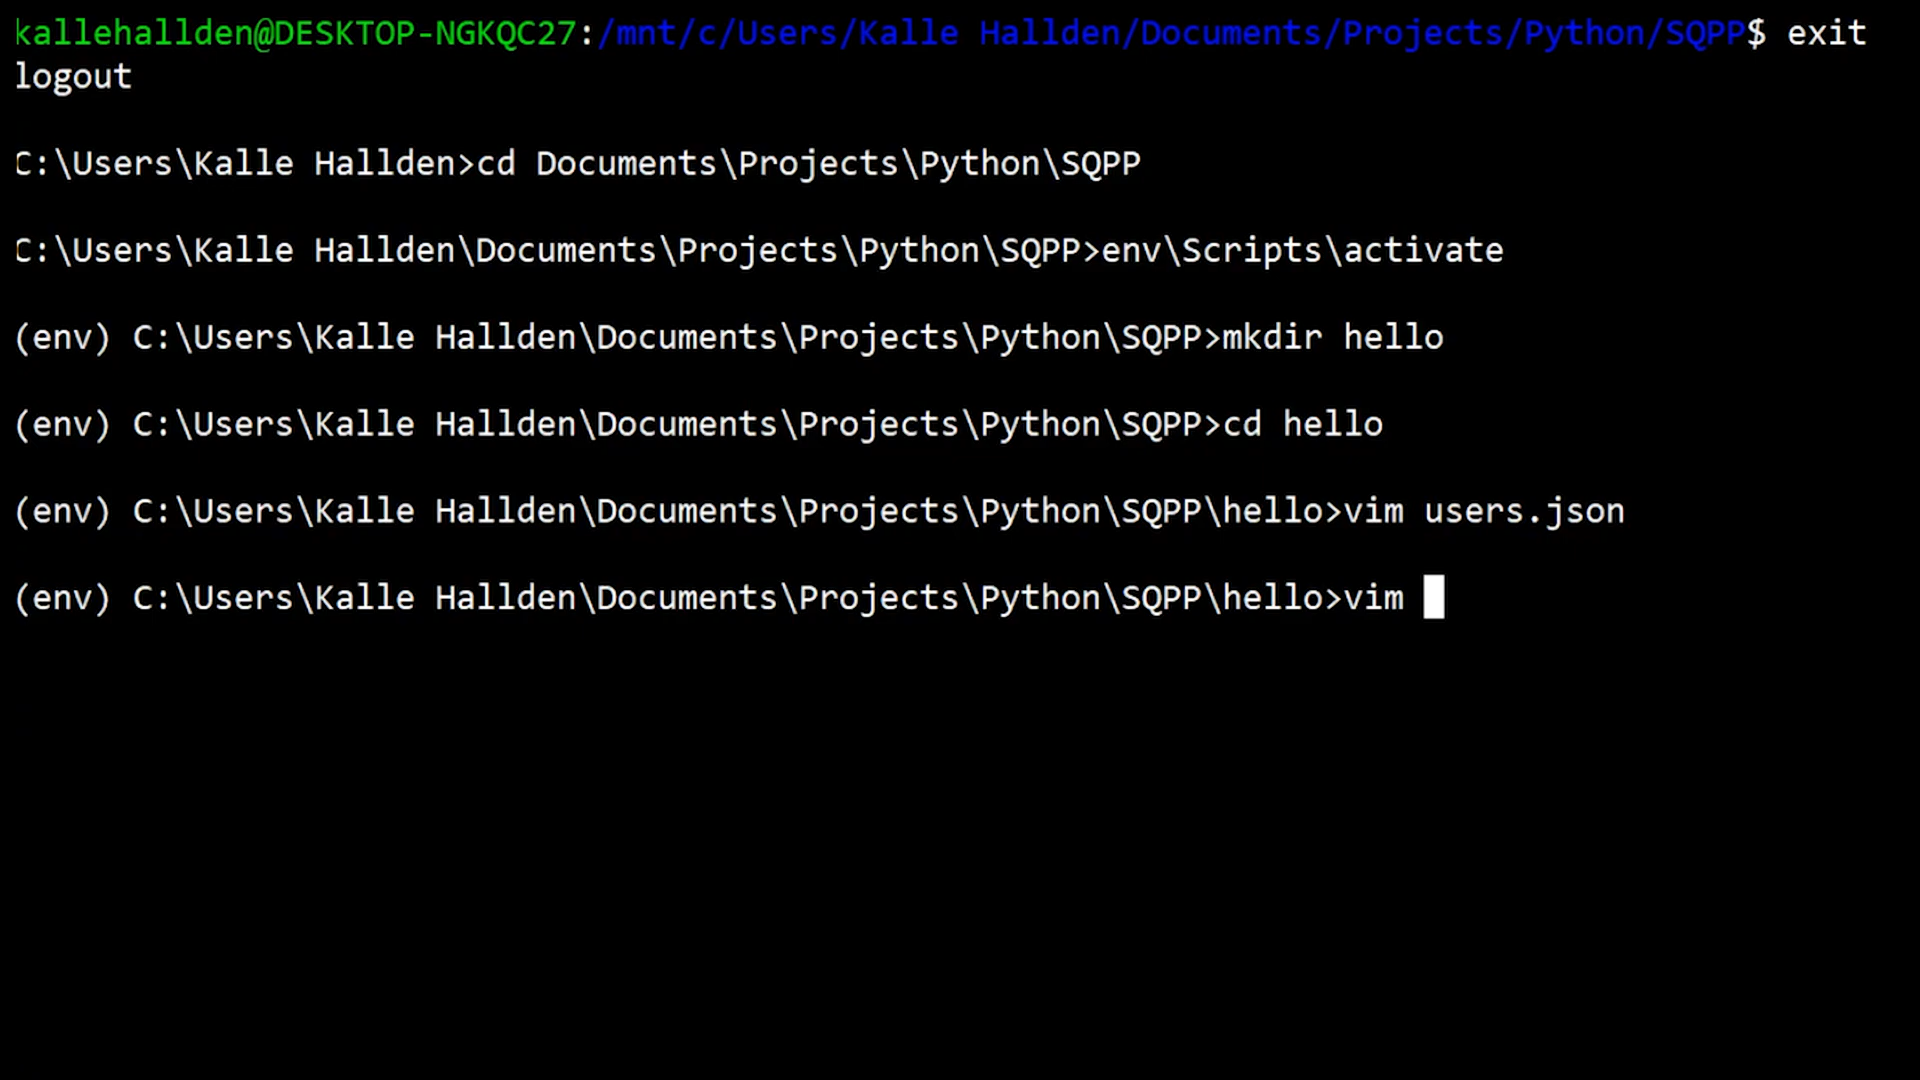 kallehallden@DESKTOP-NGKQC27:/mnt/c/Users/Kalle Hallden/Documents/Projects/Python/SQPP$ exit
logout
C:\Users\Kalle Hallden>cd Documents\Projects\Python\SQPP
C:\Users\Kalle Hallden\Documents\Projects\Python\SQPP>env\Scripts\activate
(env) C:\Users\Kalle Hallden\Documents\Projects\Python\SQPP>mkdir hello
(env) C:\Users\Kalle Hallden\Documents\Projects\Python\SQPP>cd hello
(env) C:\Users\Kalle Hallden\Documents\Projects\Python\SQPP\hello>vim users.json
(env) C:\Users\Kalle Hallden\Documents\Projects\Python\SQPP\hello>vim